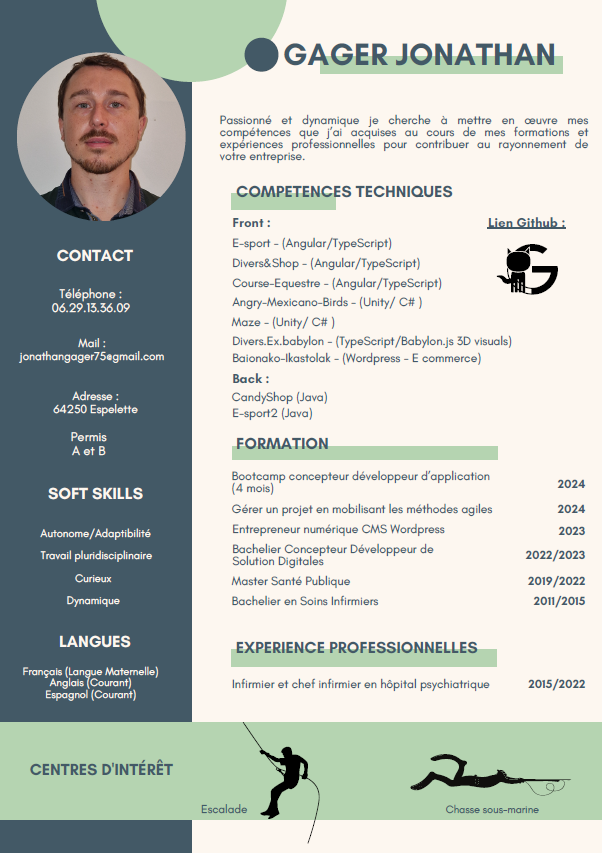 GAGER JONATHAN
Passionné et dynamique je cherche à mettre en œuvre mes
compétences que j'ai acquises au cours de mes formations et
expériences professionnelles pour contribuer au rayonnement de
votre entreprise.
COMPETENCES TECHNIQUES
Front :
Lien Github :
E-sport - (Angular/TypeScript)
Divers&Shop - (Angular/TypeScript)
Course-Equestre - (Angular/TypeScript)
Angry-Mexicano-Birds - (Unity/ C# )
Maze - (Unity/ C# )
Divers.Ex.babylon - (TypeScript/Babylon.js 3D visuals)
Baionako-Ikastolak - (Wordpress - E commerce)
Back :
CandyShop (Java)
E-sport2 (Java)
FORMATION
Bootcamp concepteur développeur d'application
(4 mois) 2024
Gérer un projet en mobilisant les méthodes agiles 2024
Entrepreneur numérique CMS Wordpress 2023
Bachelier Concepteur Développeur de
Solution Digitales 2022/2023
Master Santé Publique 2019/2022
Bachelier en Soins Infirmiers 2011/2015
EXPERIENCE PROFESSIONNELLES
Infirmier et chef infirmier en hôpital psychiatrique 2015/2022
CONTACT
Téléphone :
06.29.13.36.09
Mail :
jonathangager75@gmail.com
Adresse :
64250 Espelette
Permis
A et B
SOFT SKILLS
Autonome/Adaptibilité
Travail pluridisciplinaire
Curieux
Dynamique
LANGUES
Français (Langue Maternelle)
Anglais (Courant)
Espagnol (Courant)
CENTRES D'INTÉRÊT
Escalade
Chasse sous-marine